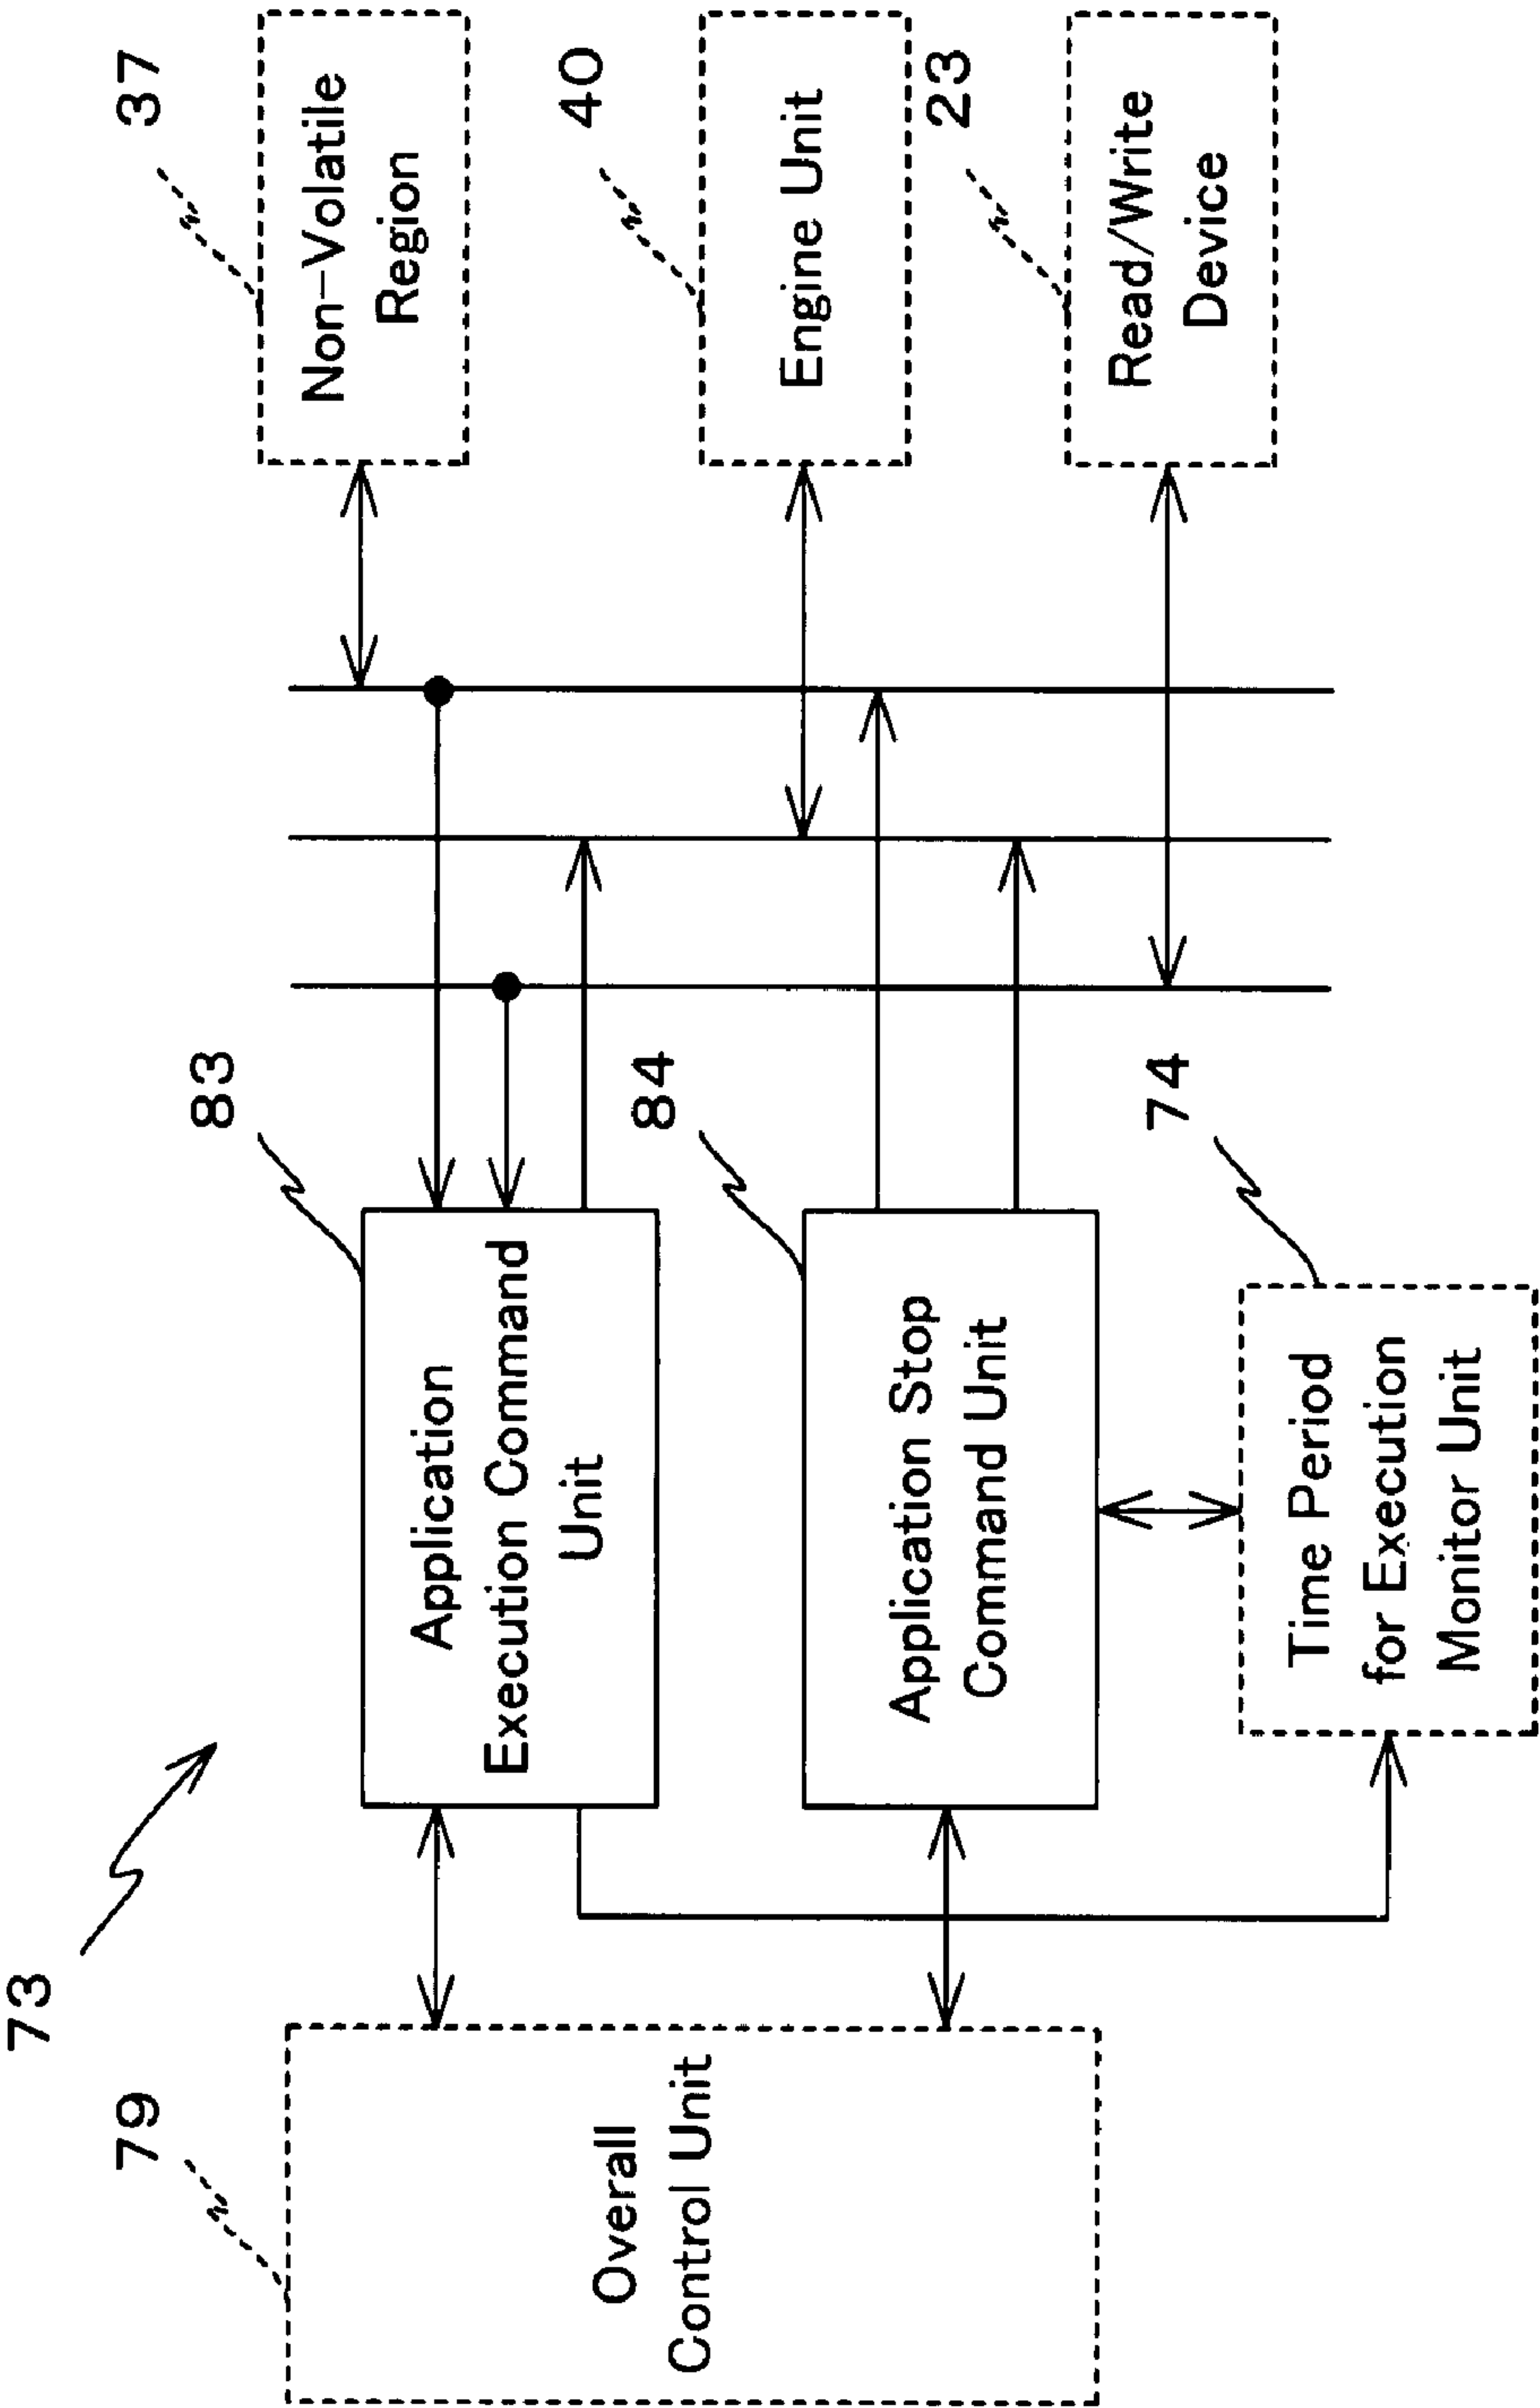 73
79
Overall
Control Unit
83
Application
Execution Command
Unit
84
Application Stop
Command Unit
74
Time Period
for Execution
Monitor Unit
37
Non-Volatile
Region
40
Engine Unit
23
Read/Write
Device